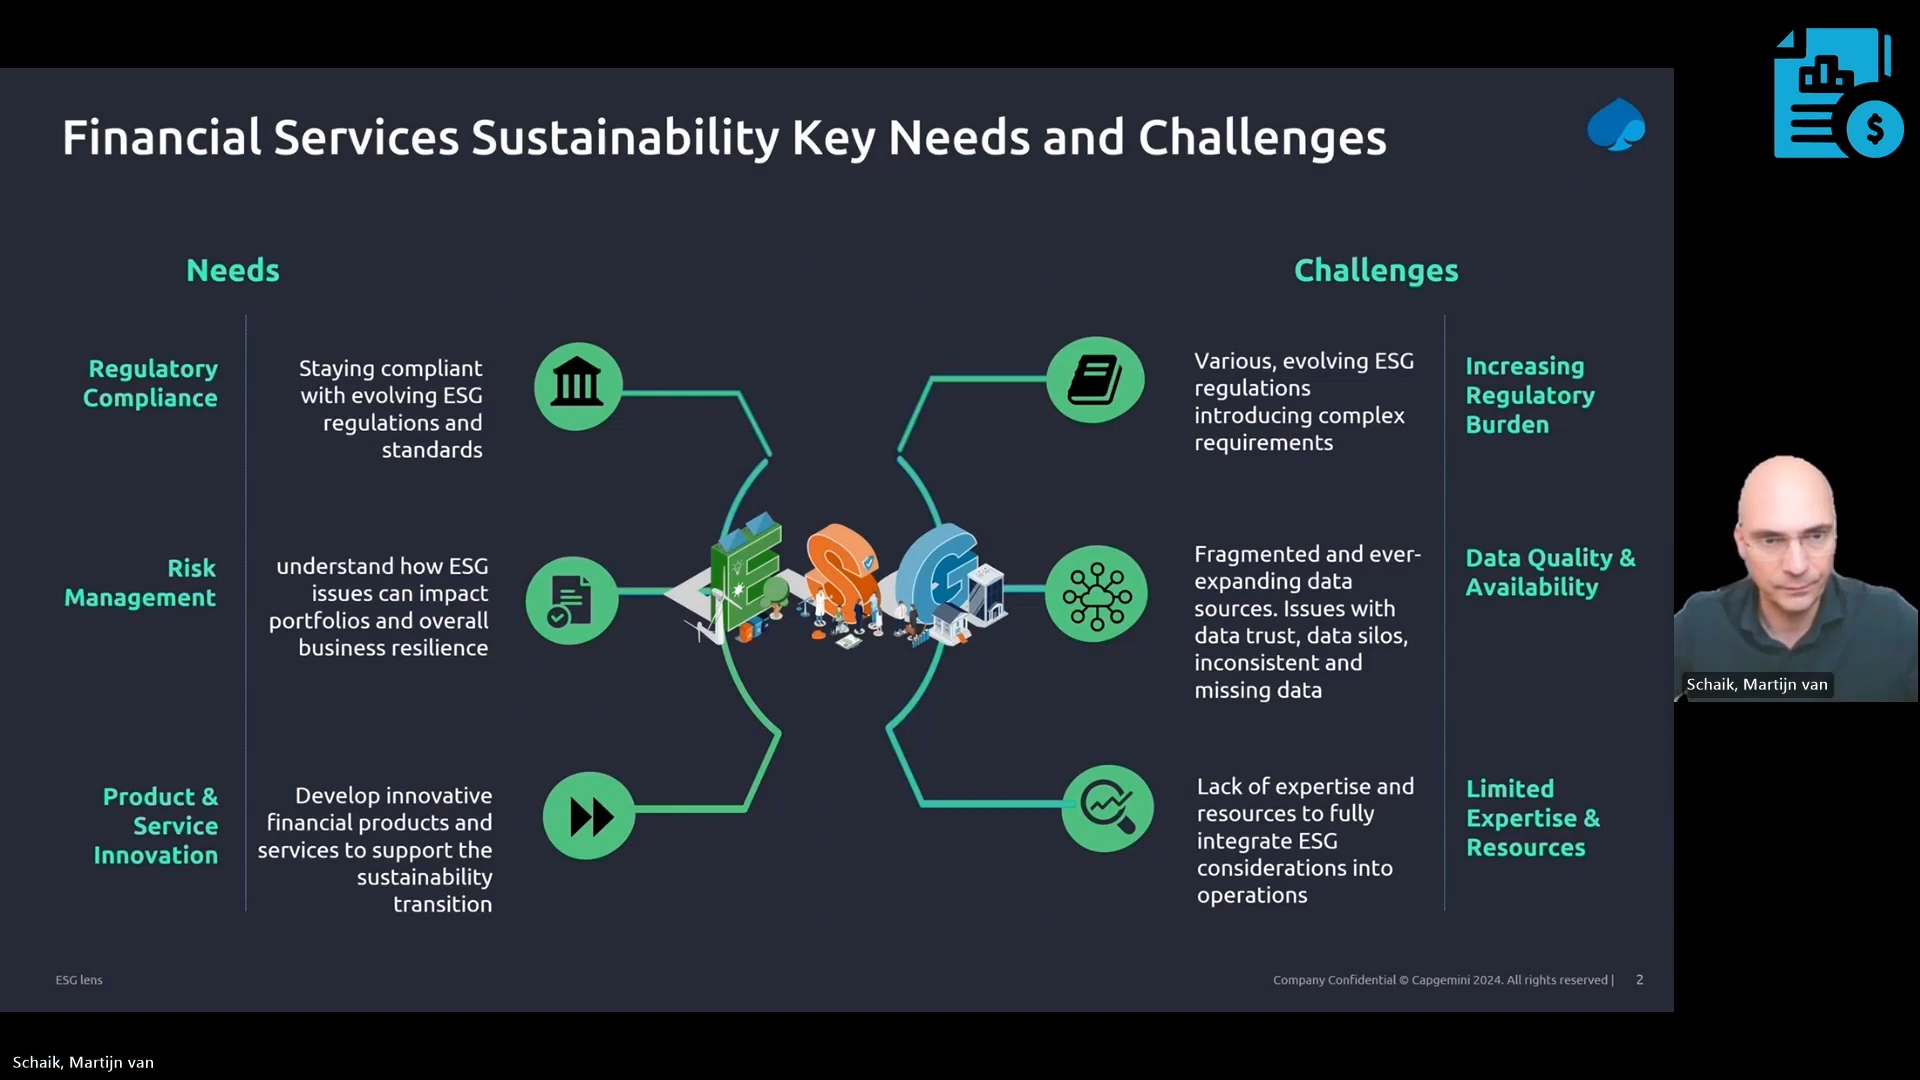 Financial Services Sustainability Key Needs and Challenges
Needs
Regulatory
Compliance
Staying compliant
with evolving ESG
regulations and
standards
Risk
Management
understand how ESG
issues can impact
portfolios and overall
business resilience
Product &
Service
Innovation
Develop innovative
financial products and
services to support the
sustainability
transition
ESG
Challenges
Various, evolving ESG
regulations
introducing complex
requirements
Increasing
Regulatory
Burden
Fragmented and ever-
expanding data
sources. Issues with
data trust, data silos,
inconsistent and
missing data
Data Quality &
Availability
Lack of expertise and
resources to fully
integrate ESG
considerations into
operations
Limited
Expertise &
Resources
$
Schaik, Martijn van
ESG lens
Company Confidential © Capgemini 2024. All rights reserved |
2
Schaik, Martijn van